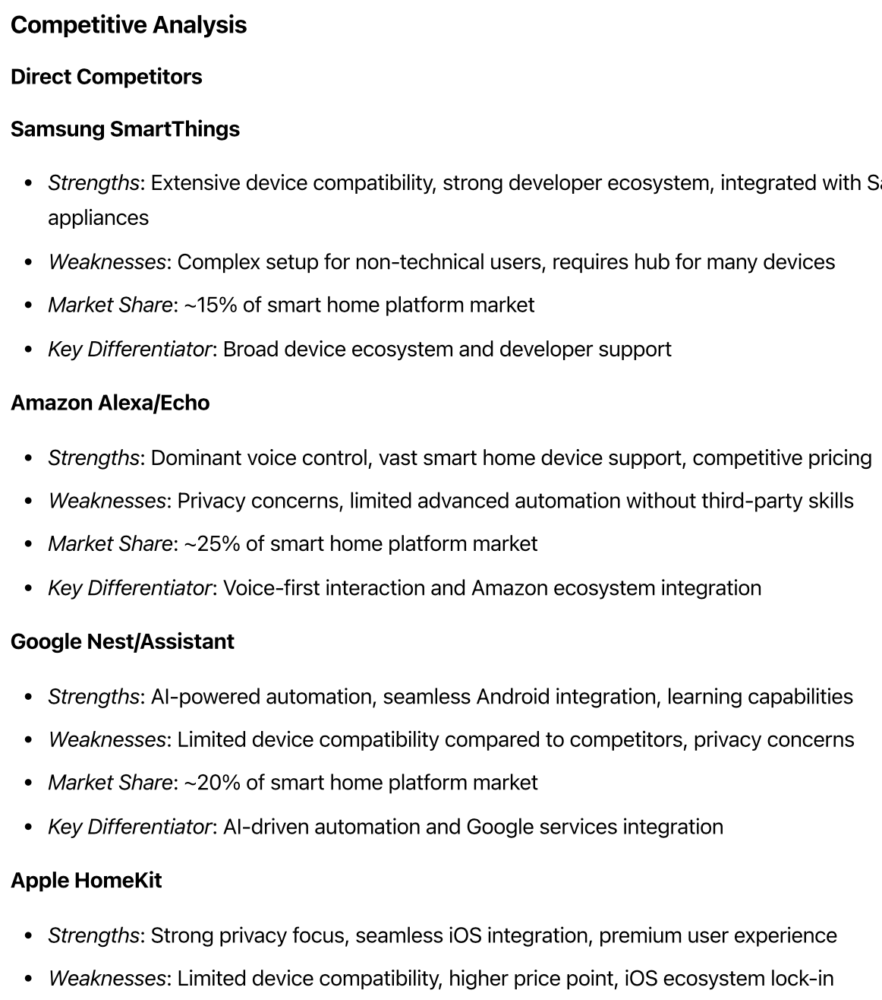 Competitive Analysis
Direct Competitors
Samsung SmartThings
• Strengths: Extensive device compatibility, strong developer ecosystem, integrated with
appliances
• Weaknesses: Complex setup for non-technical users, requires hub for many devices
• Market Share: ~15% of smart home platform market
• Key Differentiator: Broad device ecosystem and developer support
Amazon Alexa/Echo
• Strengths: Dominant voice control, vast smart home device support, competitive pricing
• Weaknesses: Privacy concerns, limited advanced automation without third-party skills
• Market Share: ~25% of smart home platform market
• Key Differentiator: Voice-first interaction and Amazon ecosystem integration
Google Nest/Assistant
• Strengths: AI-powered automation, seamless Android integration, learning capabilities
• Weaknesses: Limited device compatibility compared to competitors, privacy concerns
• Market Share: ~20% of smart home platform market
• Key Differentiator: AI-driven automation and Google services integration
Apple HomeKit
• Strengths: Strong privacy focus, seamless iOS integration, premium user experience
• Weaknesses: Limited device compatibility, higher price point, iOS ecosystem lock-in